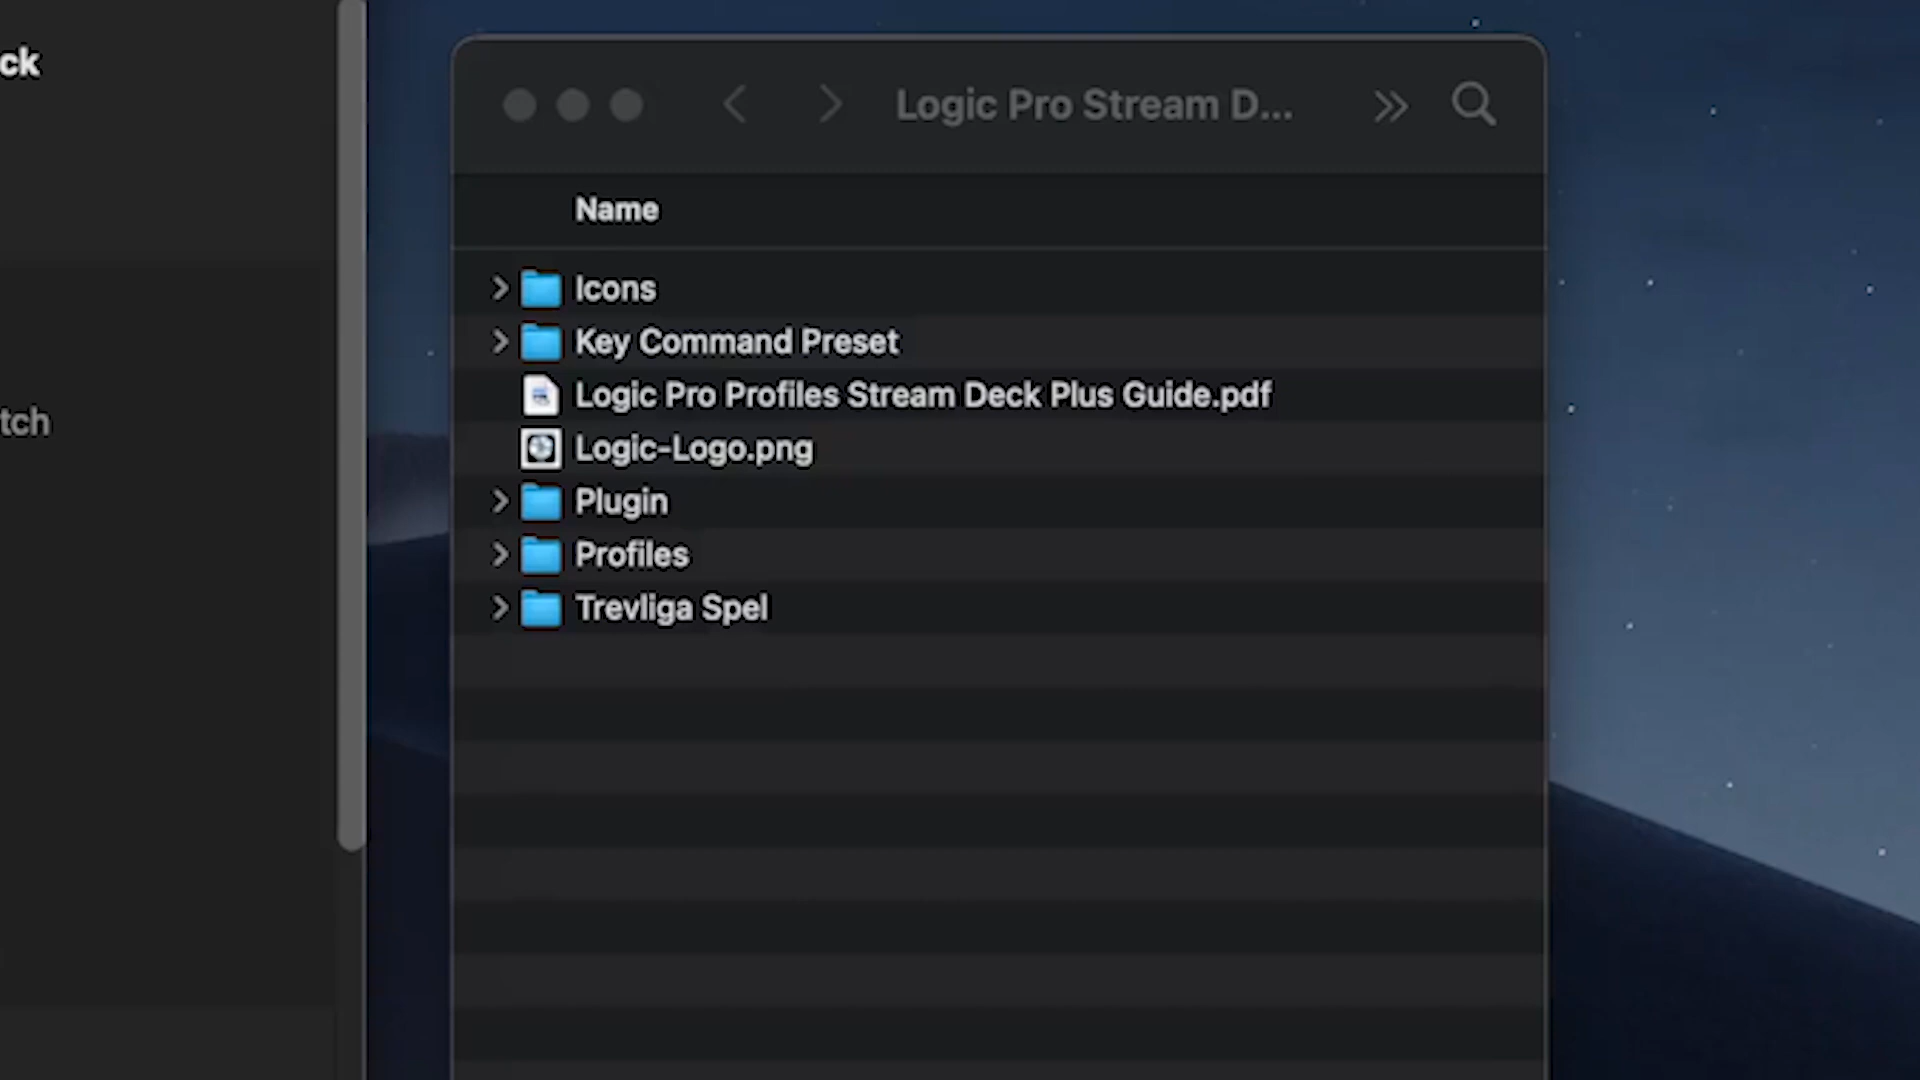 ck
tch
Logic Pro Stream D...
Name
Icons
Key Command Preset
Logic Pro Profiles Stream Deck Plus Guide.pdf
Logic-Logo.png
Plugin
Profiles
Trevliga Spel